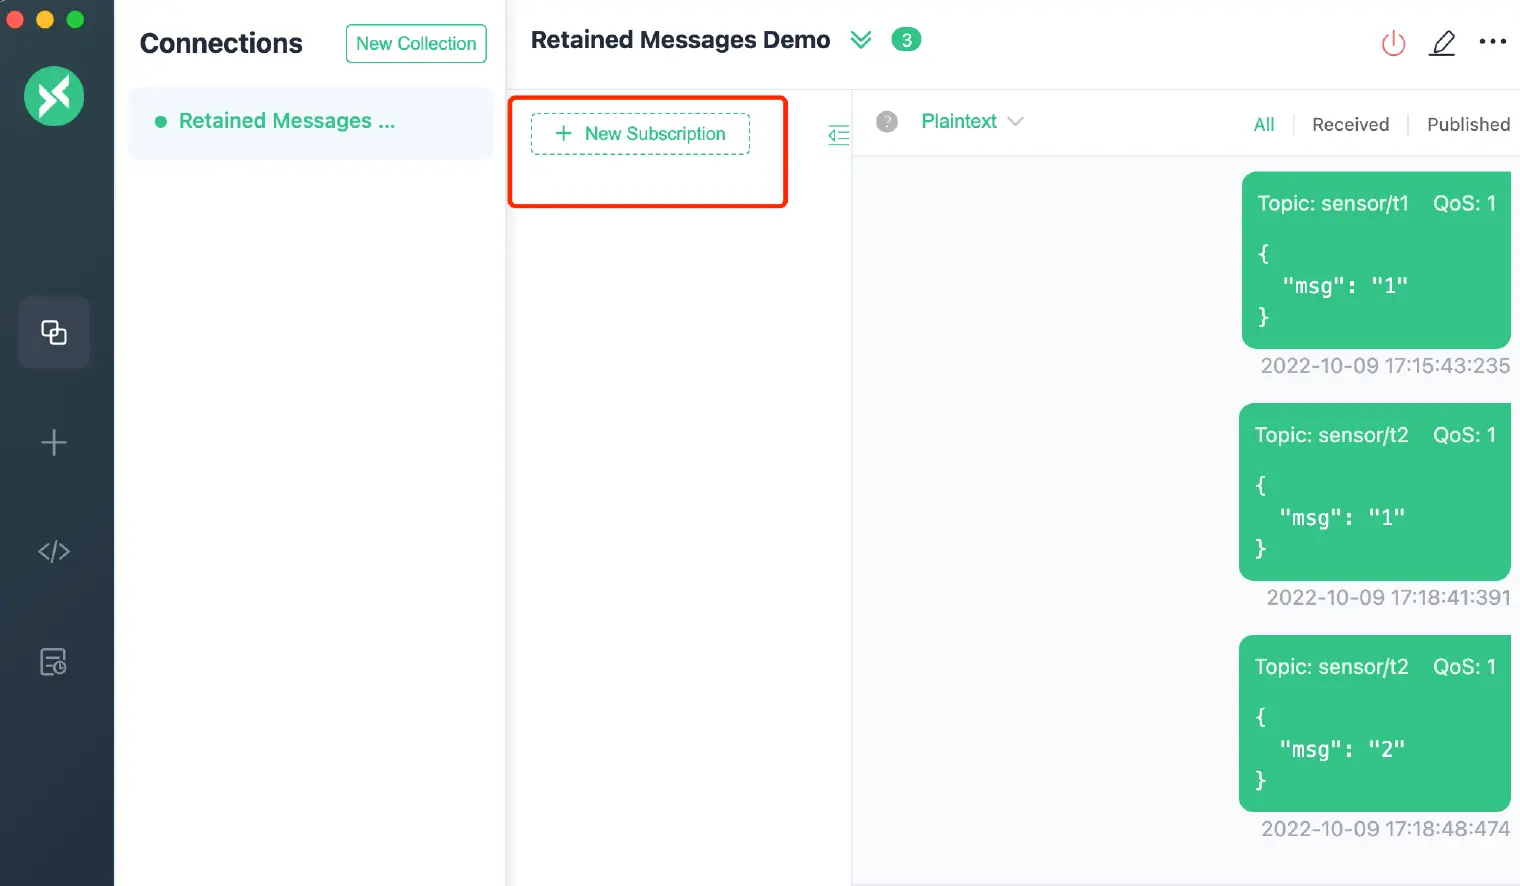 Connections
New Collection
Retained Messages ...
Retained Messages Demo
3
New Subscription
?
Plaintext
All
Received
Published
Topic: sensor/t1 QoS: 1
{
"msg": "1"
}
2022-10-09 17:15:43:235
Topic: sensor/t2 QoS: 1
{
"msg": "1"
}
2022-10-09 17:18:41:391
Topic: sensor/t2 QoS: 1
{
"msg": "2"
}
2022-10-09 17:18:48:474